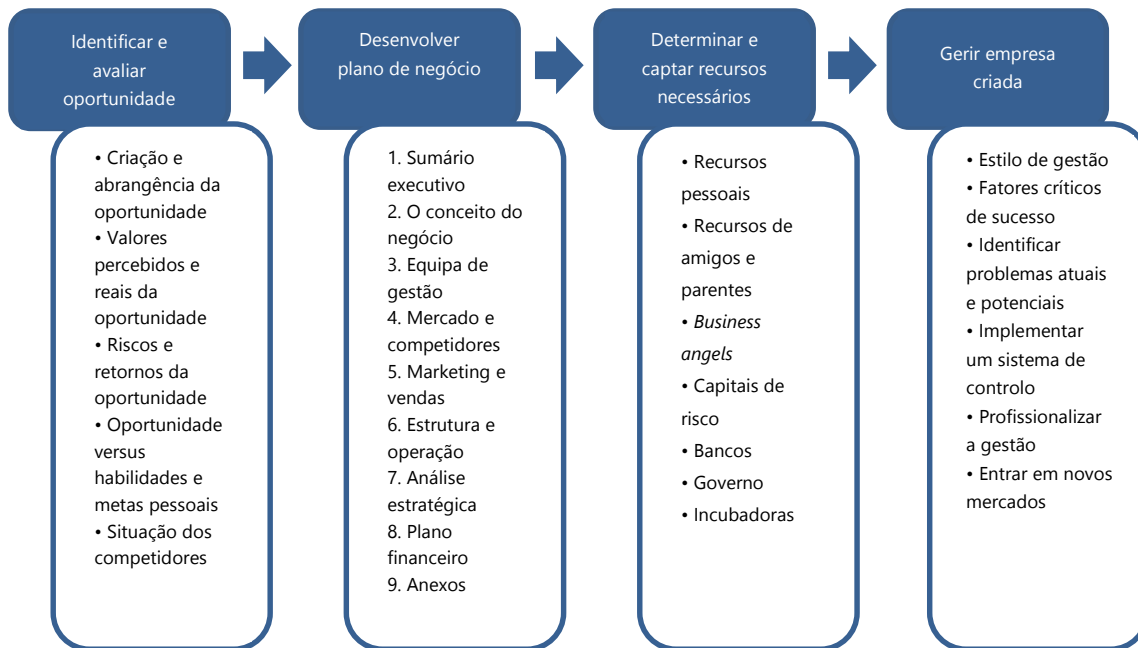 Identificar e
avaliar
oportunidade
Desenvolver
plano de negócio
Determinar e
captar recursos
necessários
Gerir empresa
criada
• Criação e
abrangência da
oportunidade
• Valores
percebidos e
reais da
oportunidade
• Riscos e
retornos da
oportunidade
• Oportunidade
versus
habilidades e
metas pessoais
• Situação dos
competidores
1. Sumário
executivo
2. O conceito do
negócio
3. Equipa de
gestão
4. Mercado e
competidores
5. Marketing e
vendas
6. Estrutura e
operação
7. Análise
estratégica
8. Plano
financeiro
9. Anexos
• Recursos
pessoais
• Recursos de
amigos e
parentes
• Business
angels
• Capitais de
risco
• Bancos
• Governo
• Incubadoras
• Estilo de gestão
• Fatores críticos
de sucesso
• Identificar
problemas atuais
e potenciais
• Implementar
um sistema de
controlo
• Profissionalizar
a gestão
• Entrar em novos
mercados